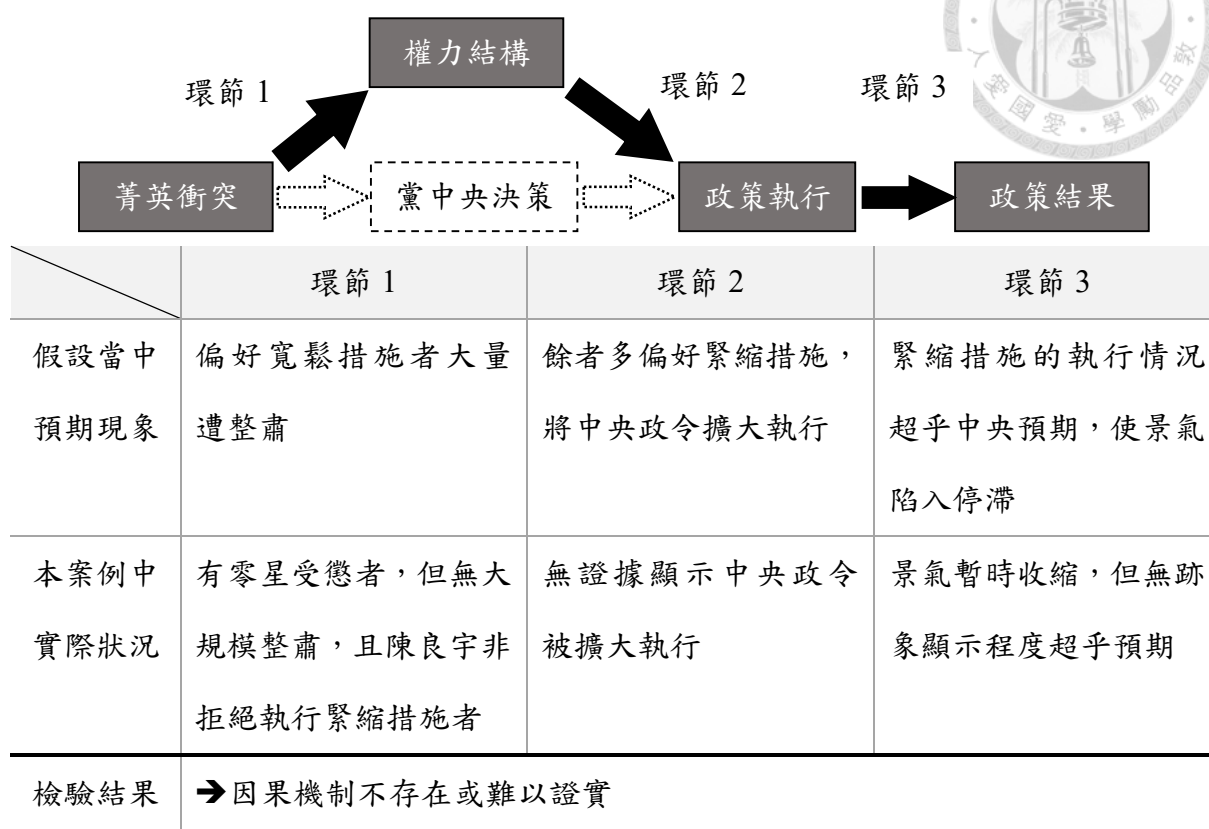 權力結構
環節 1
環節 2
環節 3
菁英衝突
黨中央決策
政策執行
政策結果
環節 1
環節 2
環節 3
假設當中
預期現象
偏好寬鬆措施者大量
遭整肅
餘者多偏好緊縮措施，
將中央政令擴大執行
緊縮措施的執行情況
超乎中央預期，使景氣
陷入停滯
本案例中
實際狀況
有零星受懲者，但無大
規模整肅，且陳良宇非
拒絕執行緊縮措施者
無證據顯示中央政令
被擴大執行
景氣暫時收縮，但無跡
象顯示程度超乎預期
檢驗結果
➔因果機制不存在或難以證實